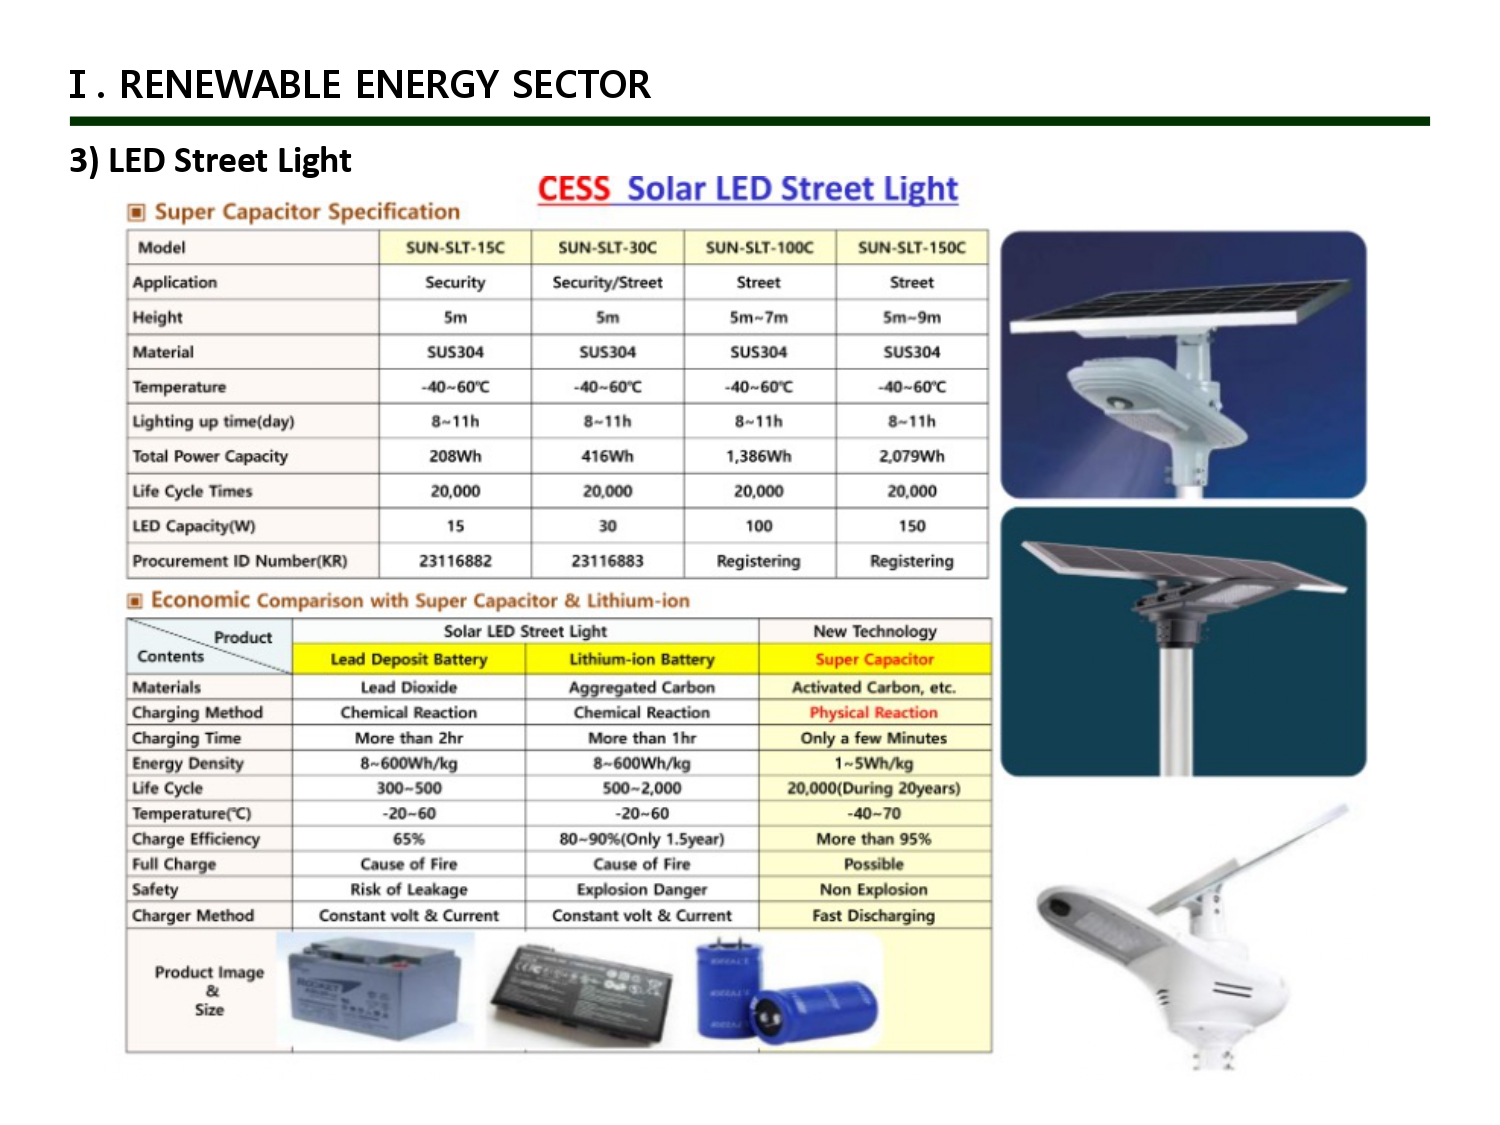 I . RENEWABLE ENERGY SECTOR
3) LED Street Light
CESS Solar LED Street Light
▣ Super Capacitor Specification
Model SUN-SLT-15C SUN-SLT-30C SUN-SLT-100C SUN-SLT-150C
Application Security Security/Street Street Street
Height 5m 5m 5m~7m 5m~9m
Material SUS304 SUS304 SUS304 SUS304
Temperature -40~60℃ -40~60℃ -40~60℃ -40~60℃
Lighting up time(day) 8~11h 8~11h 8~11h 8~11h
Total Power Capacity 208Wh 416Wh 1,386Wh 2,079Wh
Life Cycle Times 20,000 20,000 20,000 20,000
LED Capacity(W) 15 30 100 150
Procurement ID Number(KR) 23116882 23116883 Registering Registering
▣ Economic Comparison with Super Capacitor & Lithium-ion
Product Solar LED Street Light New Technology
Contents Lead Deposit Battery Lithium-ion Battery Super Capacitor
Materials Lead Dioxide Aggregated Carbon Activated Carbon, etc.
Charging Method Chemical Reaction Chemical Reaction Physical Reaction
Charging Time More than 2hr More than 1hr Only a few Minutes
Energy Density 8~600Wh/kg 8~600Wh/kg 1~5Wh/kg
Life Cycle 300~500 500~2,000 20,000(During 20years)
Temperature(℃) -20~60 -20~60 -40~70
Charge Efficiency 65% 80~90%(Only 1.5year) More than 95%
Full Charge Cause of Fire Cause of Fire Possible
Safety Risk of Leakage Explosion Danger Non Explosion
Charger Method Constant volt & Current Constant volt & Current Fast Discharging
Product Image
&
Size
ROCKET